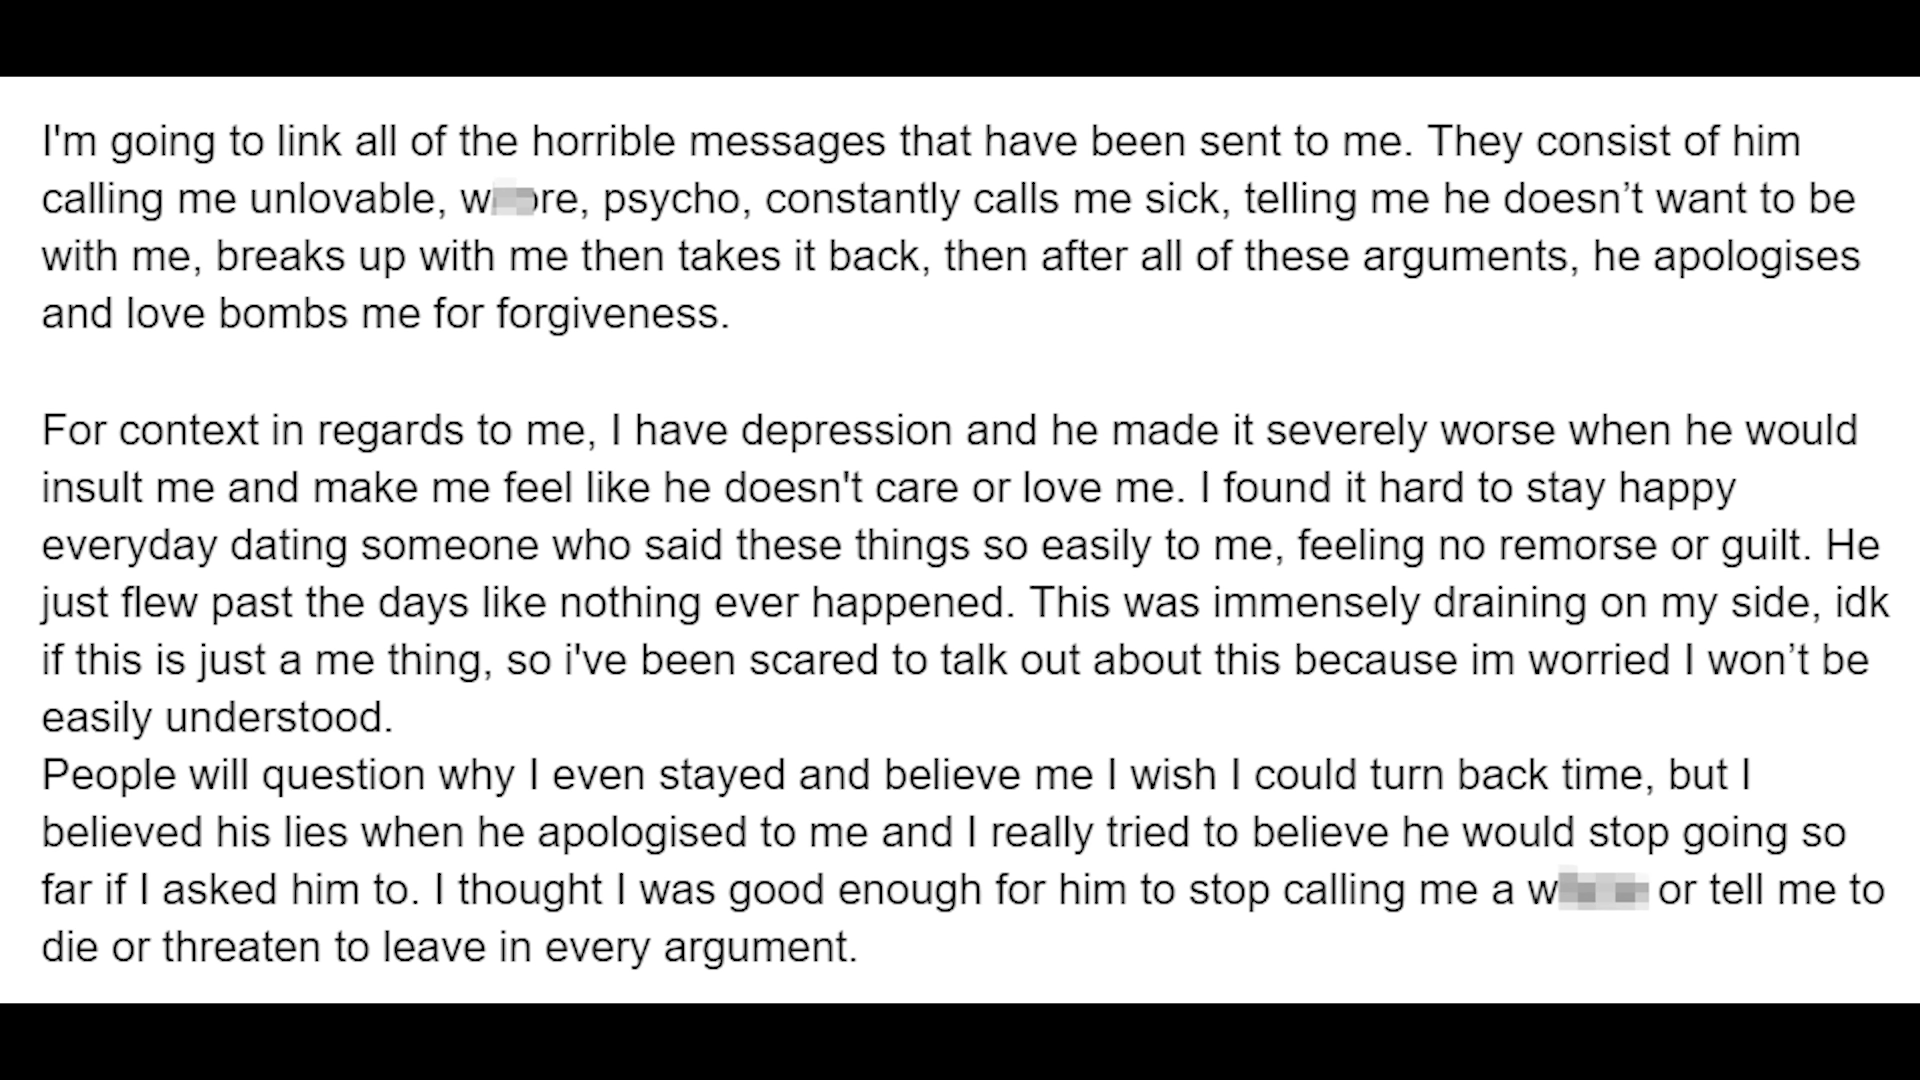 I'm going to link all of the horrible messages that have been sent to me. They consist of him
calling me unlovable, psycho, constantly calls me sick, telling me he doesn’t want to be
with me, breaks up with me then takes it back, then after all of these arguments, he apologises
and love bombs me for forgiveness.
For context in regards to me, I have depression and he made it severely worse when he would
insult me and make me feel like he doesn't care or love me. I found it hard to stay happy
everyday dating someone who said these things so easily to me, feeling no remorse or guilt. He
just flew past the days like nothing ever happened. This was immensely draining on my side, idk
if this is just a me thing, so i've been scared to talk out about this because im worried I won’t be
easily understood.
People will question why I even stayed and believe me I wish I could turn back time, but I
believed his lies when he apologised to me and I really tried to believe he would stop going so
far if I asked him to. I thought I was good enough for him to stop calling me a or tell me to
die or threaten to leave in every argument.